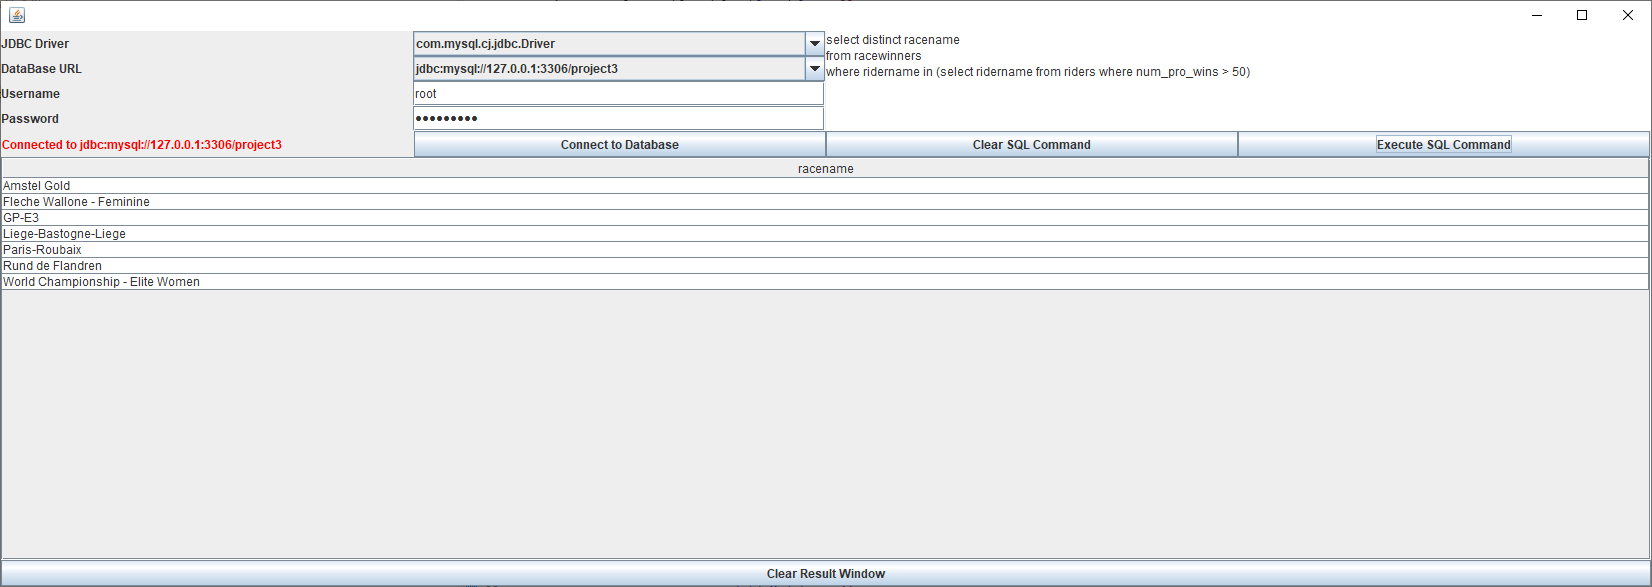 JDBC Driver
com.mysql.cj.jdbc.Driver
DataBase URL
jdbc:mysql://127.0.0.1:3306/project3
Username
root
Password
●●●●●●●●●
select distinct racename
from racewinners
where ridername in (select ridername from riders where num_pro_wins > 50)
Connected to jdbc:mysql://127.0.0.1:3306/project3
Connect to Database
Clear SQL Command
Execute SQL Command
racename
Amstel Gold
Fleche Wallone - Feminine
GP-E3
Liege-Bastogne-Liege
Paris-Roubaix
Rund de Flandren
World Championship - Elite Women
Clear Result Window